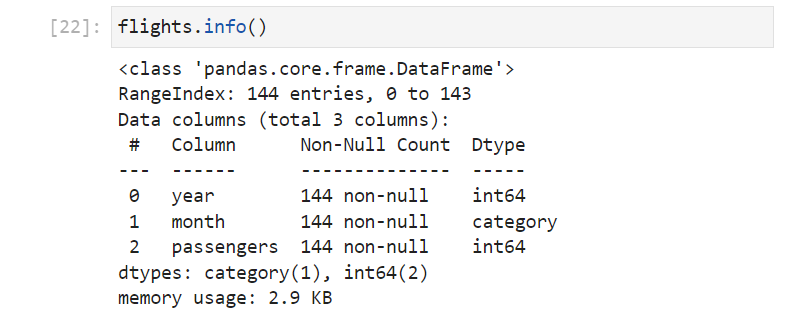 [22]: flights.info()
<class 'pandas.core.frame.DataFrame'>
RangeIndex: 144 entries, 0 to 143
Data columns (total 3 columns):
 #   Column      Non-Null Count  Dtype
---  ------      --------------  -----
 0   year        144 non-null    int64
 1   month       144 non-null    category
 2   passengers  144 non-null    int64
dtypes: category(1), int64(2)
memory usage: 2.9 KB